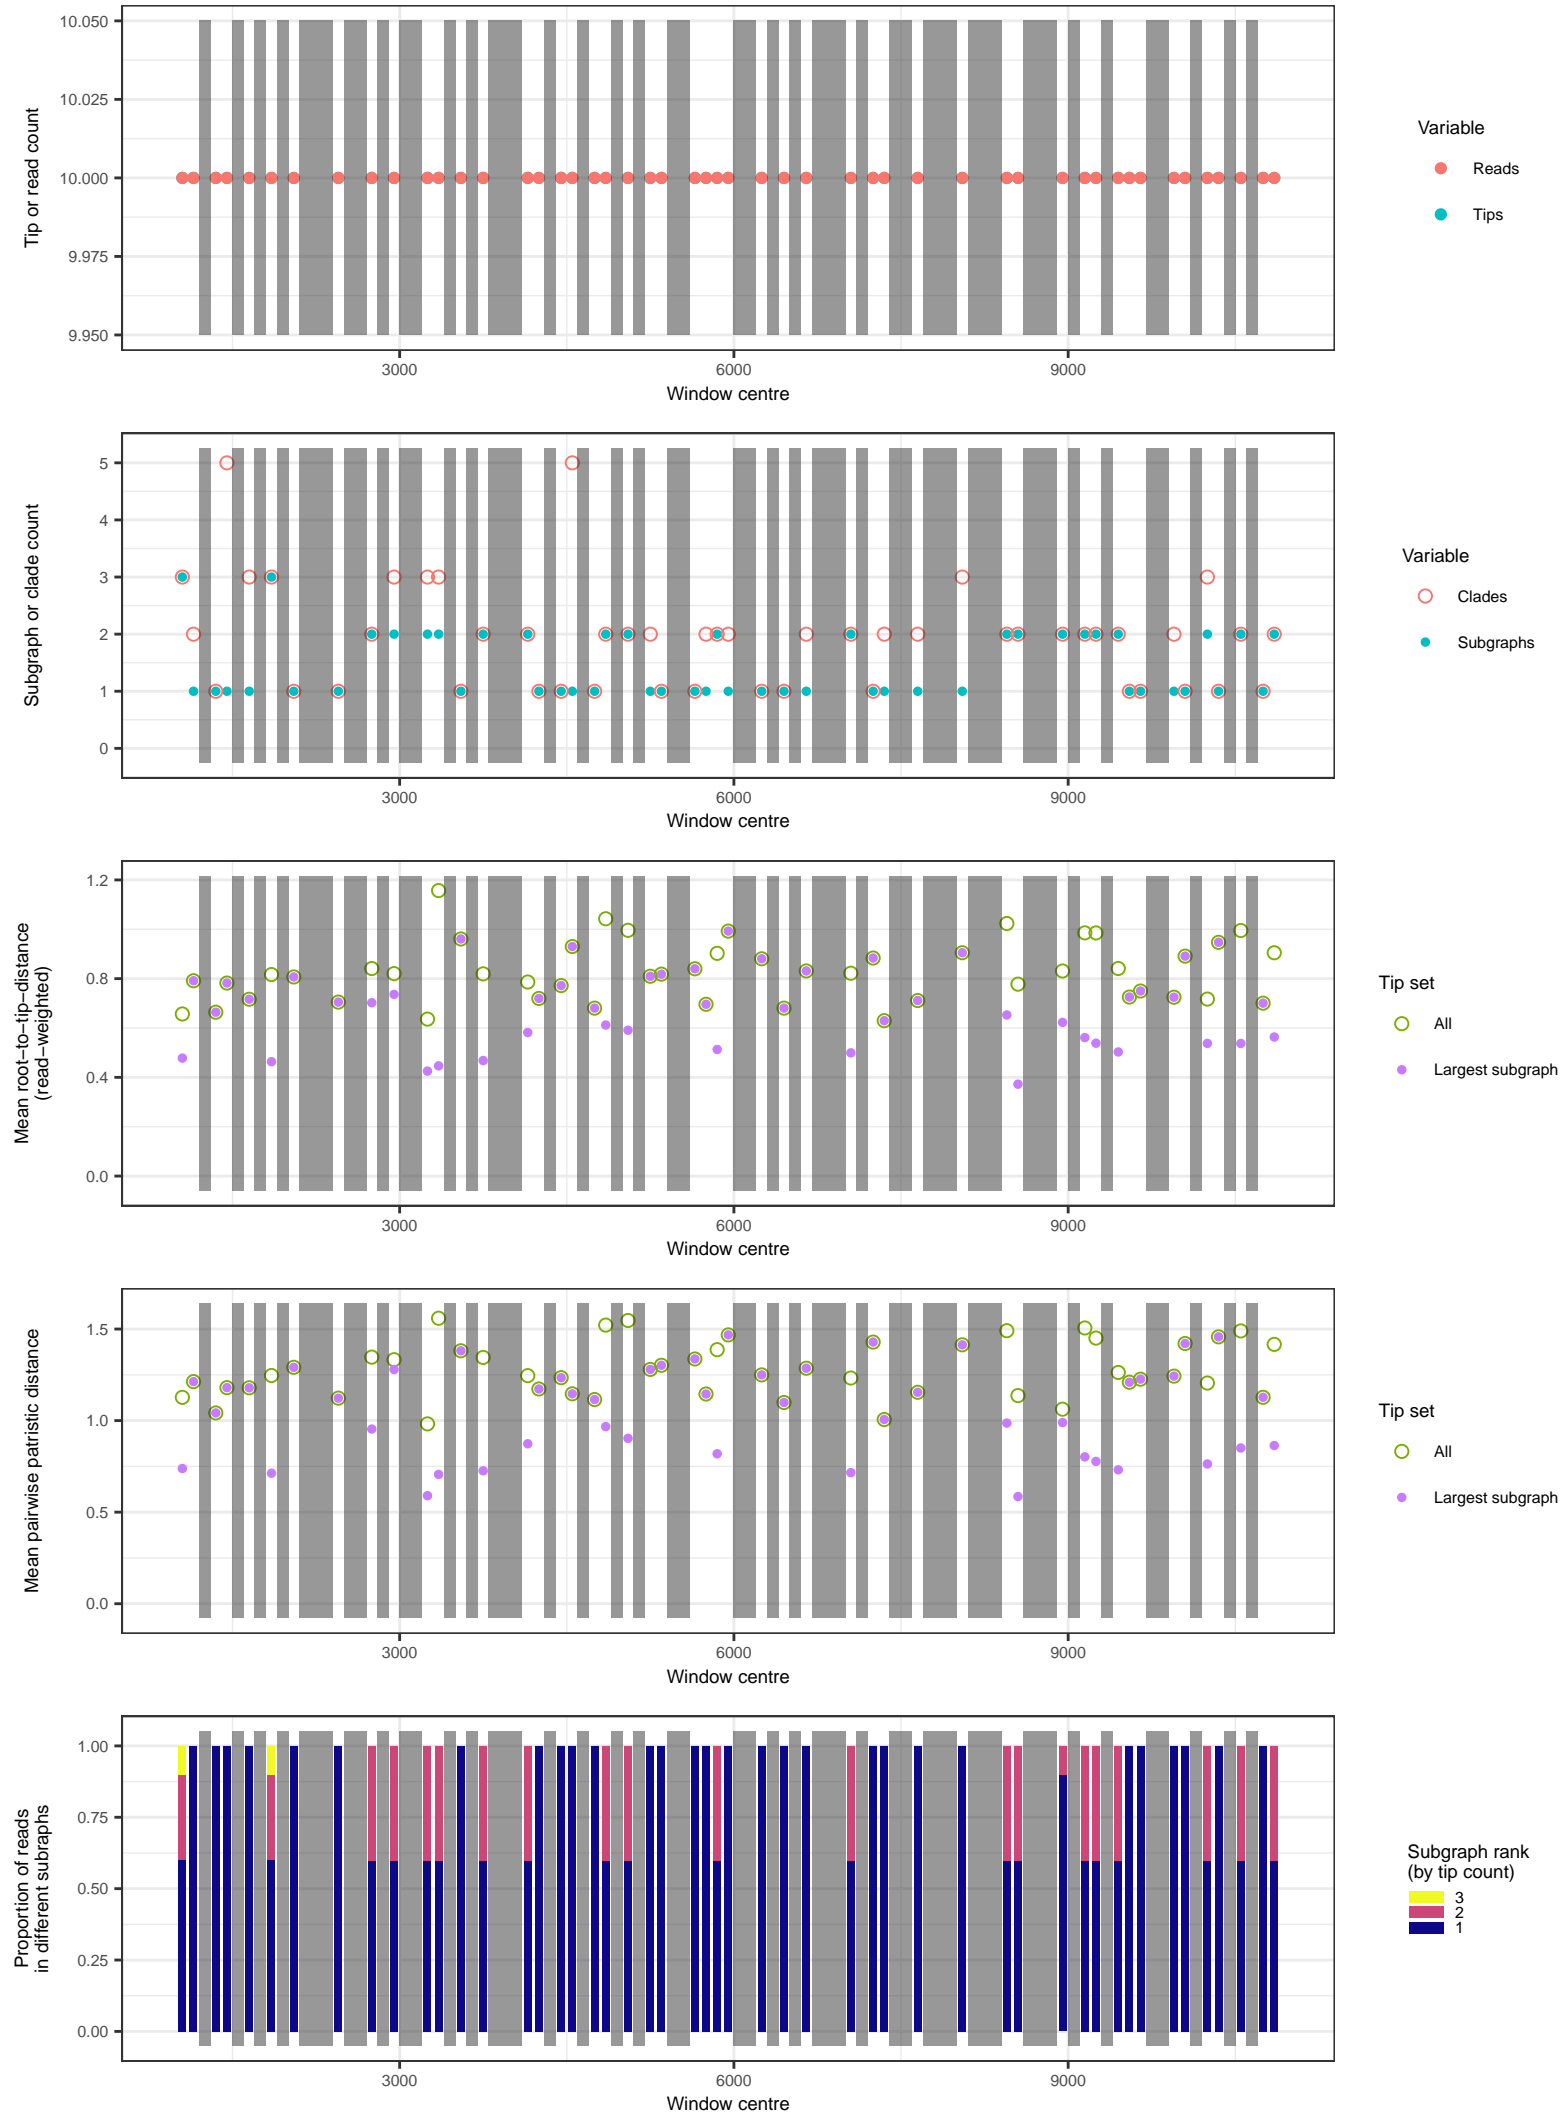 10.050
10.025
10.000
9.975
9.950
Tip or read count
3000
6000
9000
Window centre
Variable
Reads
Tips
5
4
3
2
1
0
Subgraph or clade count
3000
6000
9000
Window centre
Variable
Clades
Subgraphs
1.2
0.8
0.4
0.0
Mean root−to−tip−distance
(read−weighted)
3000
6000
9000
Window centre
Tip set
All
Largest subgraph
1.5
1.0
0.5
0.0
Mean pairwise patristic distance
3000
6000
9000
Window centre
Tip set
All
Largest subgraph
1.00
0.75
0.50
0.25
0.00
Proportion of reads
in different subraphs
3000
6000
9000
Window centre
Subgraph rank
(by tip count)
3
2
1